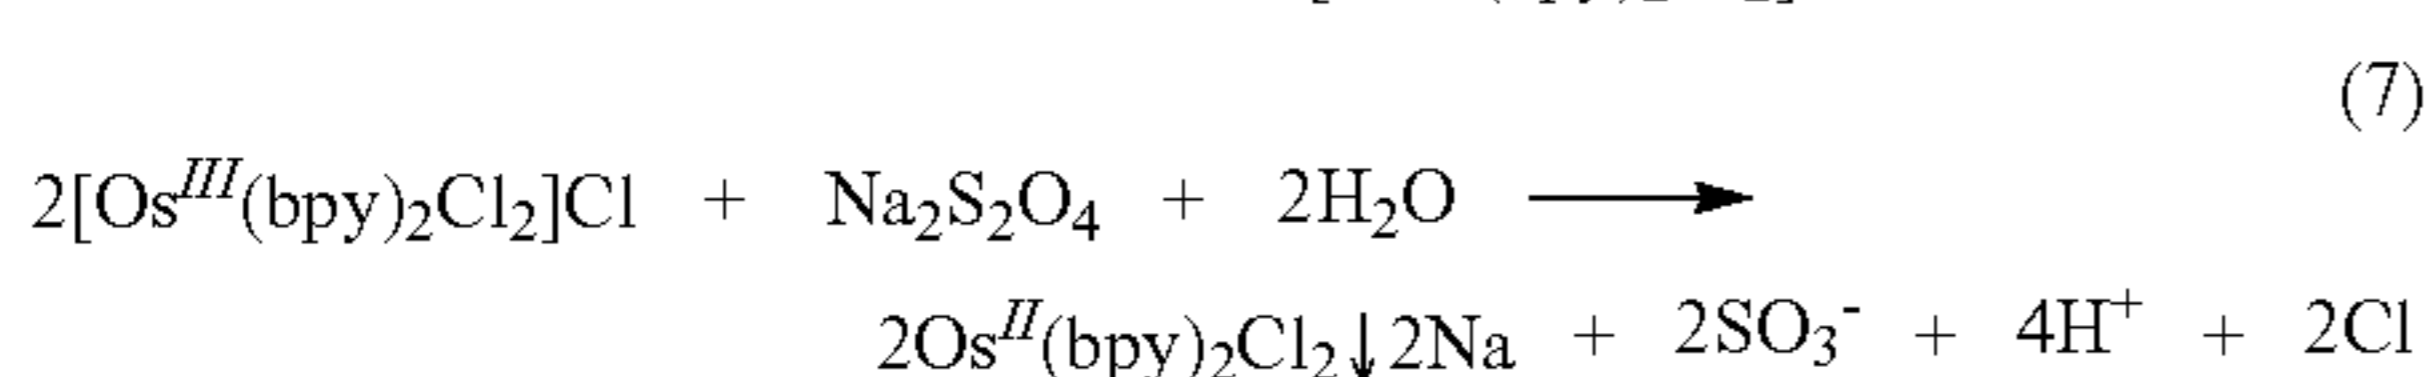 (7)
2[Os^III(bpy)₂Cl₂]Cl + Na₂S₂O₄ + 2H₂O ⟶
2Os^II(bpy)₂Cl₂↓2Na + 2SO₃⁻ + 4H⁺ + 2Cl